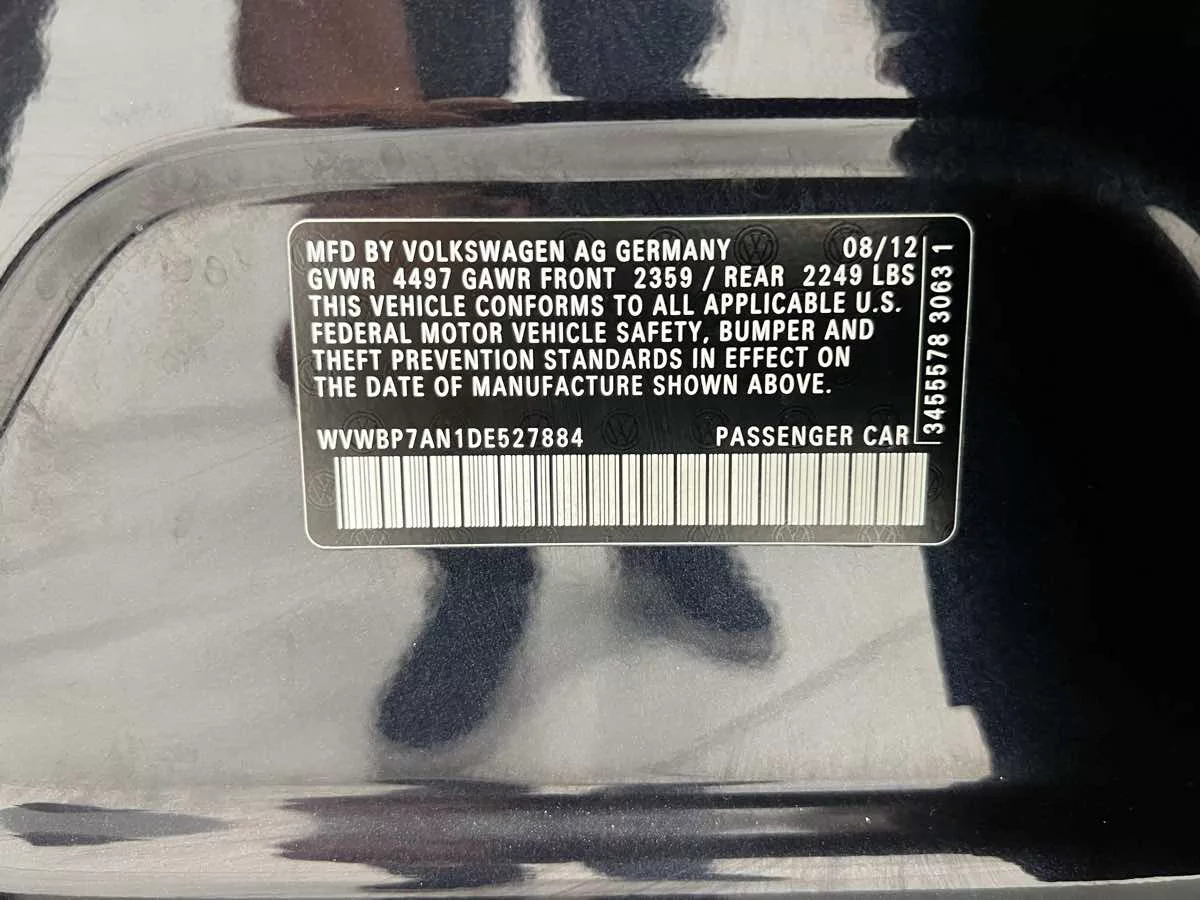 MFD BY VOLKSWAGEN AG GERMANY 08/12
GVWR 4497 GAWR FRONT 2359 / REAR 2249 LBS
THIS VEHICLE CONFORMS TO ALL APPLICABLE U.S.
FEDERAL MOTOR VEHICLE SAFETY, BUMPER AND
THEFT PREVENTION STANDARDS IN EFFECT ON
THE DATE OF MANUFACTURE SHOWN ABOVE.
WVWBP7AN1DE527884 PASSENGER CAR
3455578 3063 1